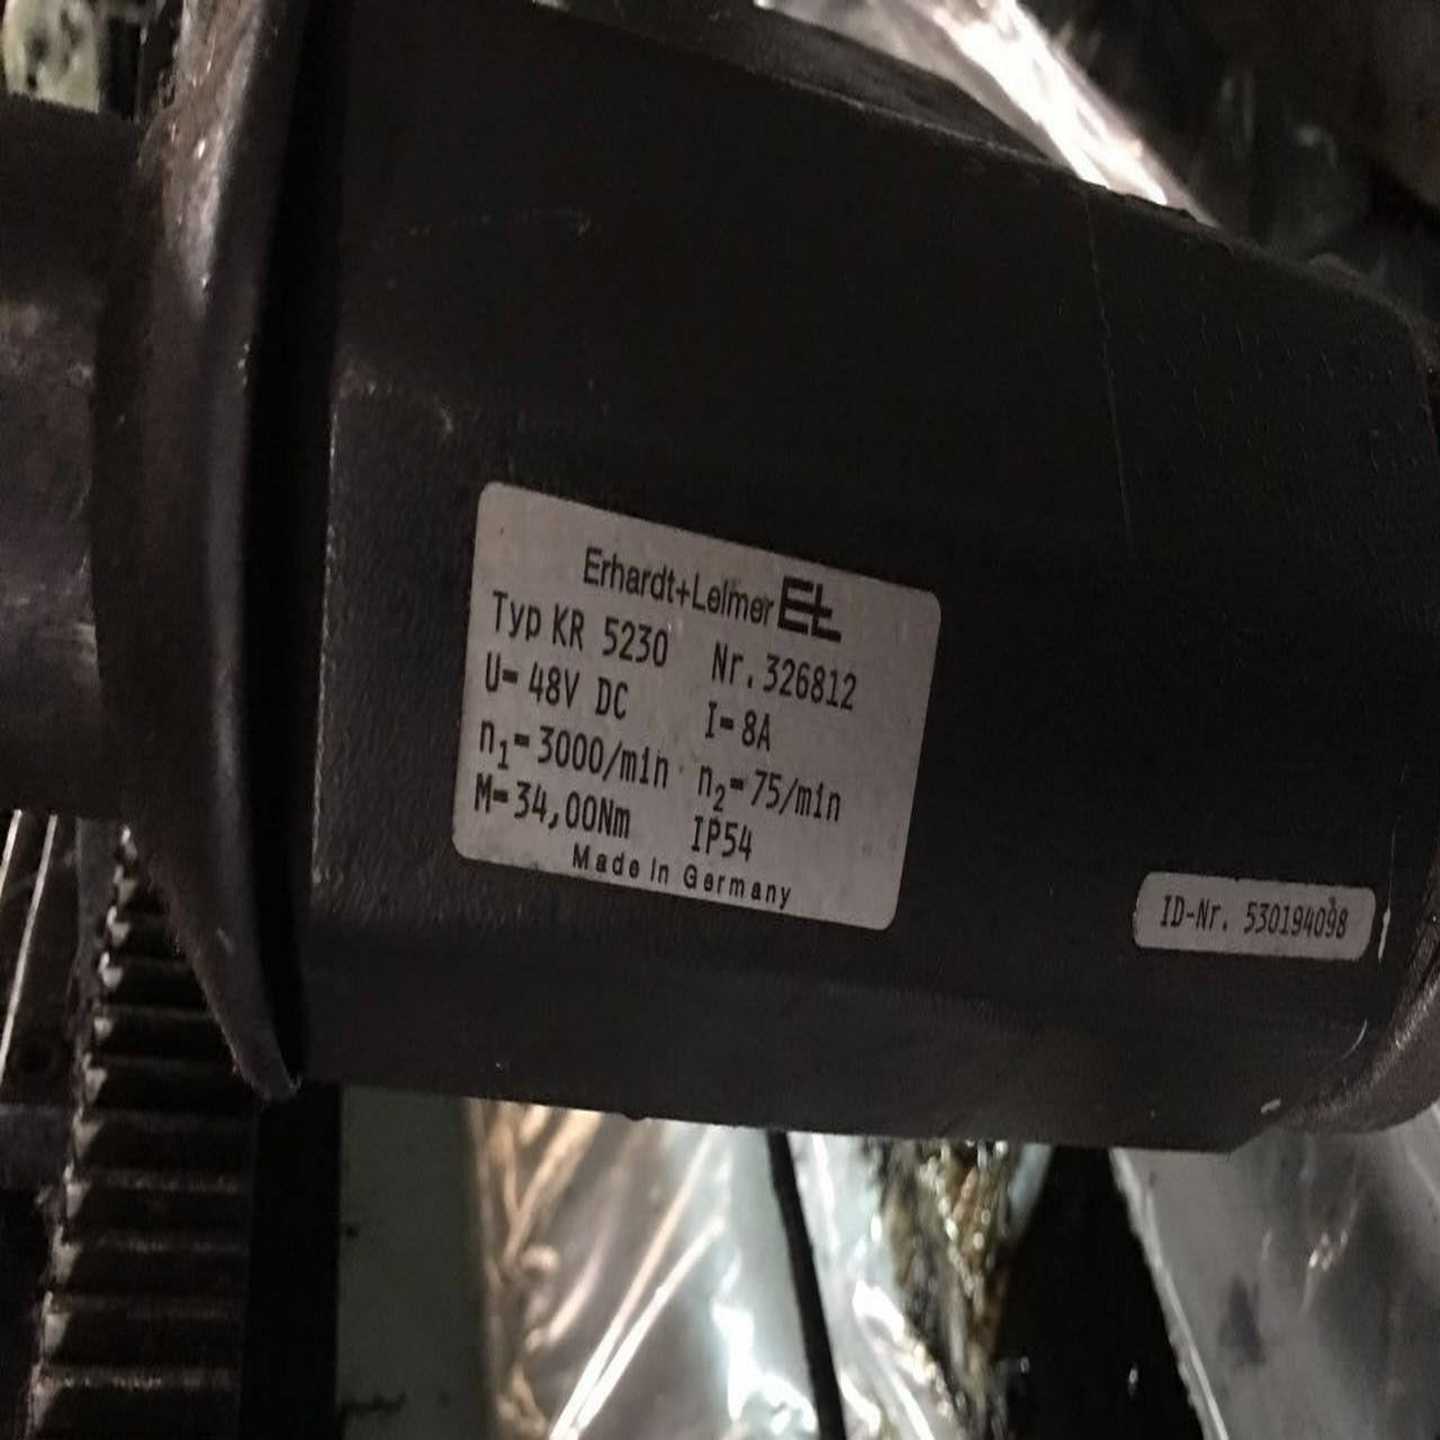 Erhardt+Leimer E+L
Typ KR 5230 Nr. 326812
U= 48V DC I= 8A
n₁= 3000/min n₂= 75/min
M= 34,00Nm IP54
Made in Germany
ID-Nr. 530194098